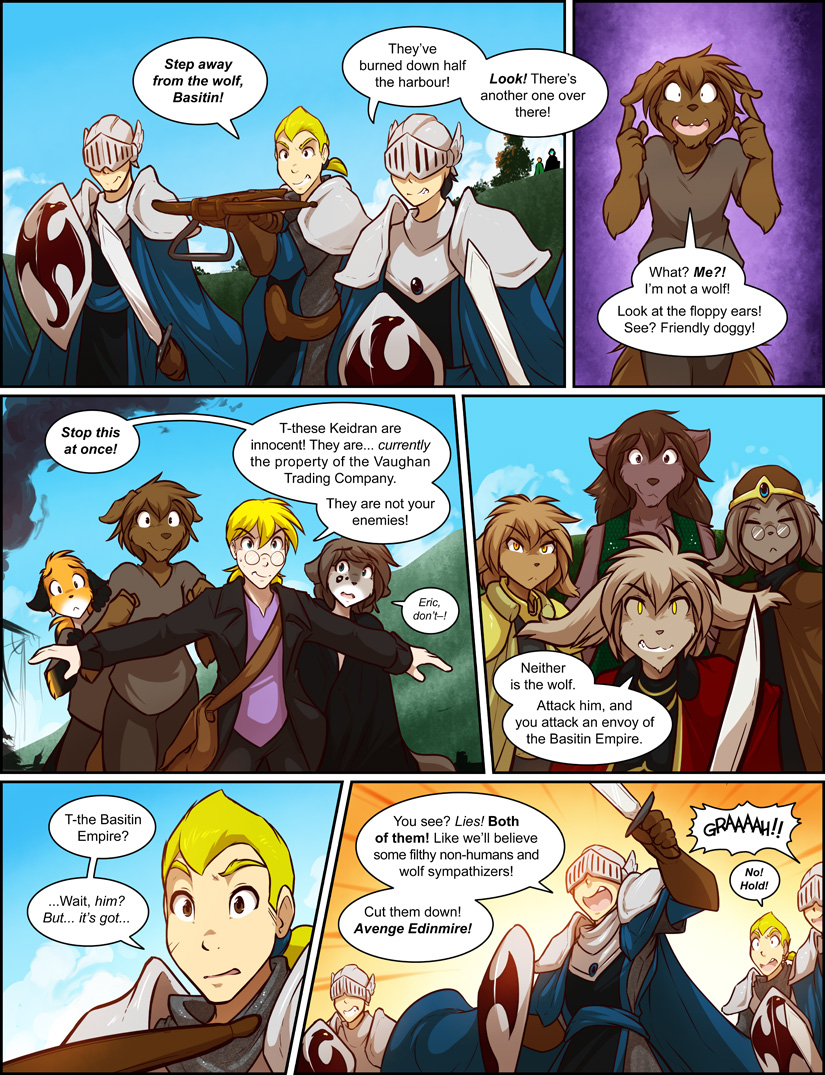 Step away
from the wolf,
Basitin!
They've
burned down half
the harbour!
Look! There's
another one over
there!
What? Me?!
I'm not a wolf!
Look at the floppy ears!
See? Friendly doggy!
Stop this
at once!
T-these Keidran are
innocent! They are... currently
the property of the Vaughan
Trading Company.
They are not your
enemies!
Eric,
don't–!
Neither
is the wolf.
Attack him, and
you attack an envoy of
the Basitin Empire.
T-the Basitin
Empire?
...Wait, him?
But... it's got...
You see? Lies! Both
of them! Like we'll believe
some filthy non-humans and
wolf sympathizers!
Cut them down!
Avenge Edinmire!
GRAAAAH!!
No!
Hold!